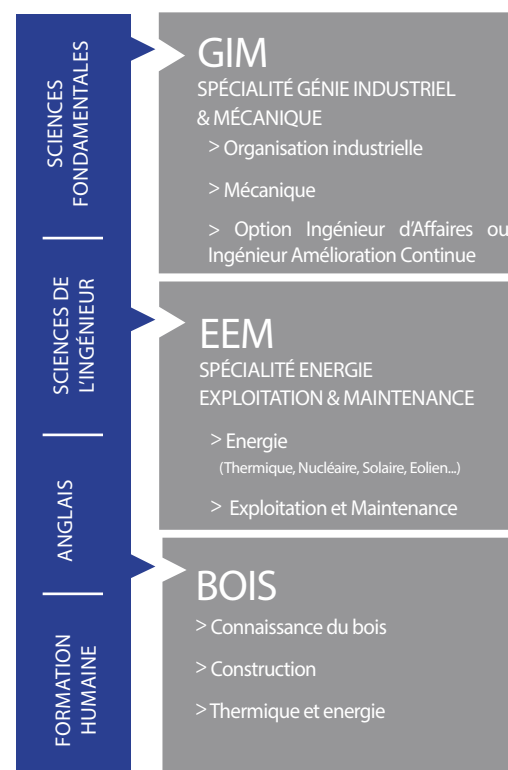 SCIENCES
FONDAMENTALES
SCIENCES DE
L'INGÉNIEUR
ANGLAIS
FORMATION
HUMAINE
GIM
SPÉCIALITÉ GÉNIE INDUSTRIEL
& MÉCANIQUE
> Organisation industrielle
> Mécanique
> Option Ingénieur d'Affaires ou
Ingénieur Amélioration Continue
EEM
SPÉCIALITÉ ENERGIE
EXPLOITATION & MAINTENANCE
> Energie
(Thermique, Nucléaire, Solaire, Eolien...)
> Exploitation et Maintenance
BOIS
> Connaissance du bois
> Construction
> Thermique et energie